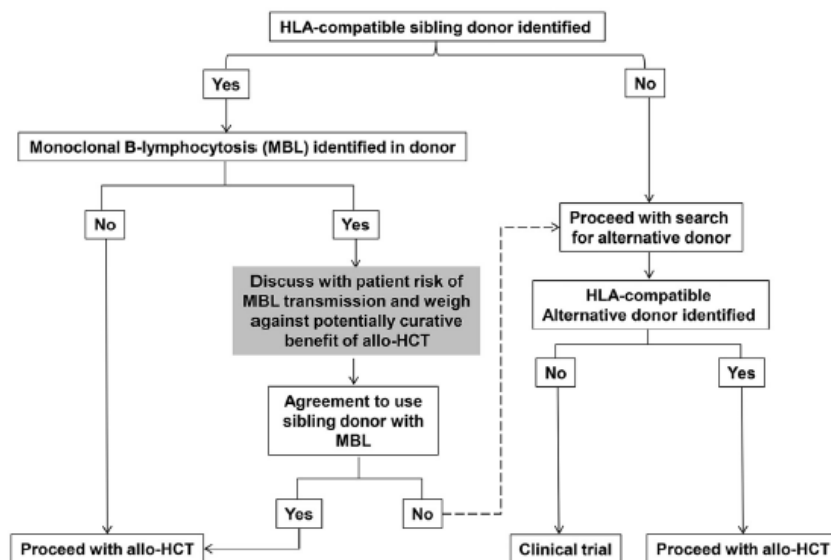 HLA-compatible sibling donor identified
Yes
No
Monoclonal B-lymphocytosis (MBL) identified in donor
No
Yes
Proceed with search
for alternative donor
Discuss with patient risk of
MBL transmission and weigh
against potentially curative
benefit of allo-HCT
HLA-compatible
Alternative donor identified
No
Yes
Agreement to use
sibling donor with
MBL
Yes
No
Proceed with allo-HCT
Clinical trial
Proceed with allo-HCT